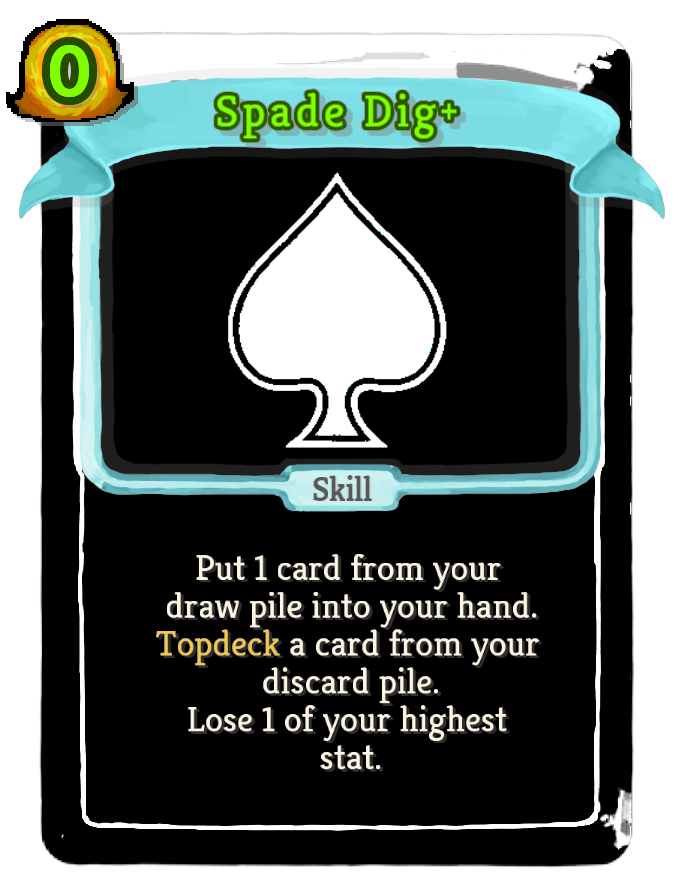 0
Spade Dig+
Skill
Put 1 card from your
draw pile into your hand.
Topdeck a card from your
discard pile.
Lose 1 of your highest
stat.